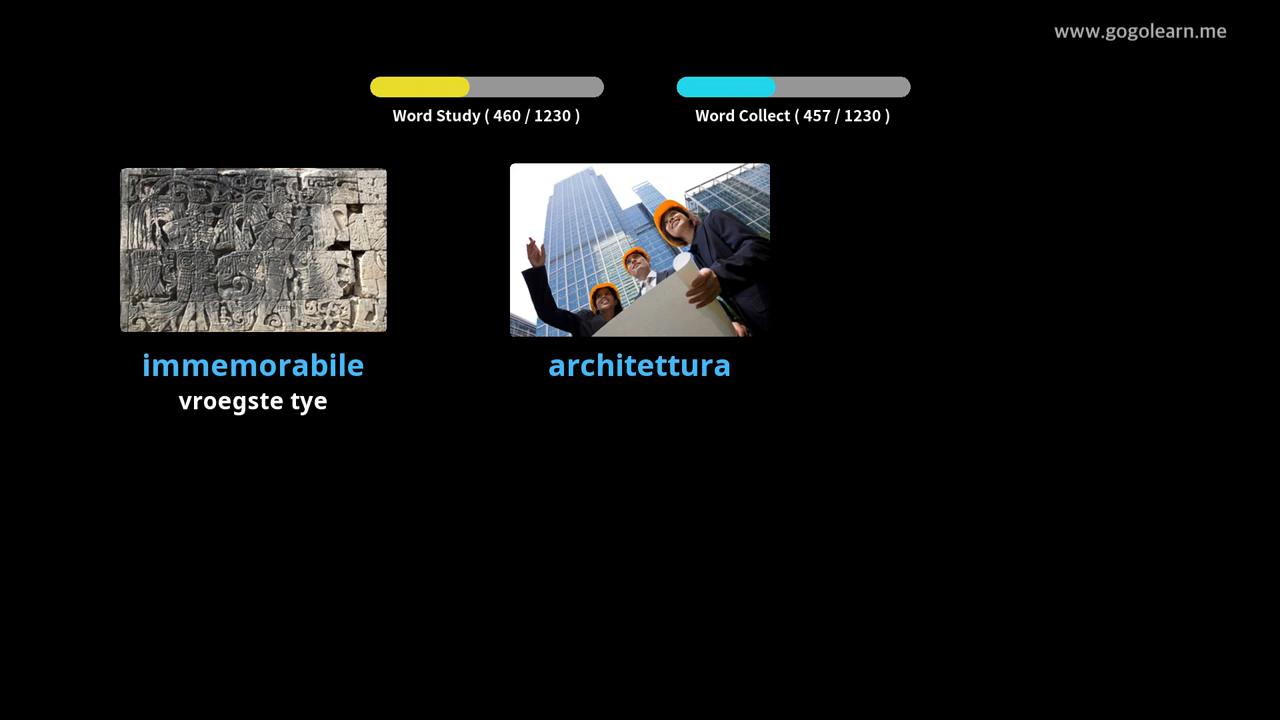 www.gogolearn.me
Word Study ( 460 / 1230 )
Word Collect ( 457 / 1230 )
immemorabile
vroegste tye
architettura